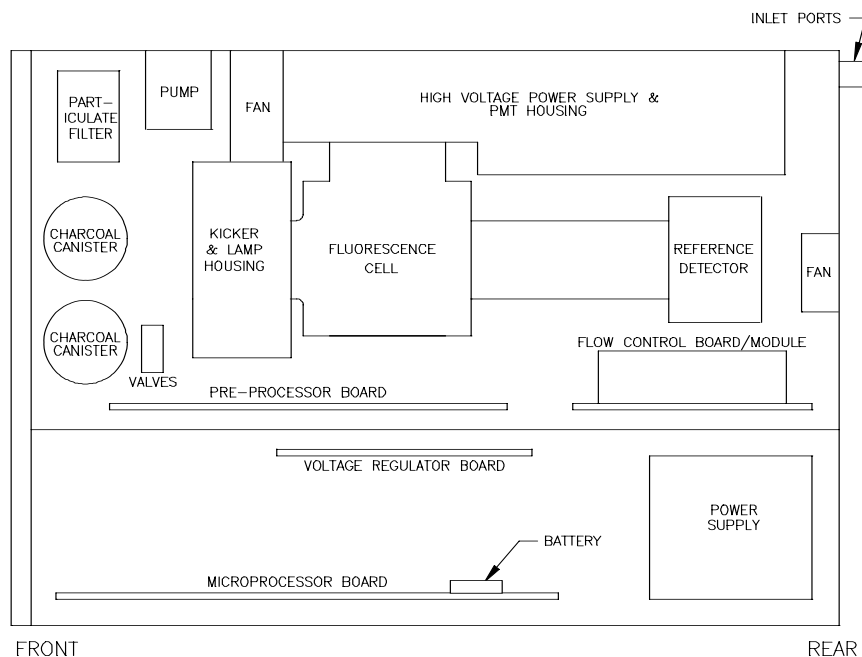 INLET PORTS
PART-
ICULATE
FILTER
PUMP
FAN
HIGH VOLTAGE POWER SUPPLY &
PMT HOUSING
CHARCOAL
CANISTER
KICKER
& LAMP
HOUSING
FLUORESCENCE
CELL
REFERENCE
DETECTOR
FAN
CHARCOAL
CANISTER
VALVES
FLOW CONTROL BOARD/MODULE
PRE-PROCESSOR BOARD
VOLTAGE REGULATOR BOARD
POWER
SUPPLY
BATTERY
MICROPROCESSOR BOARD
FRONT
REAR